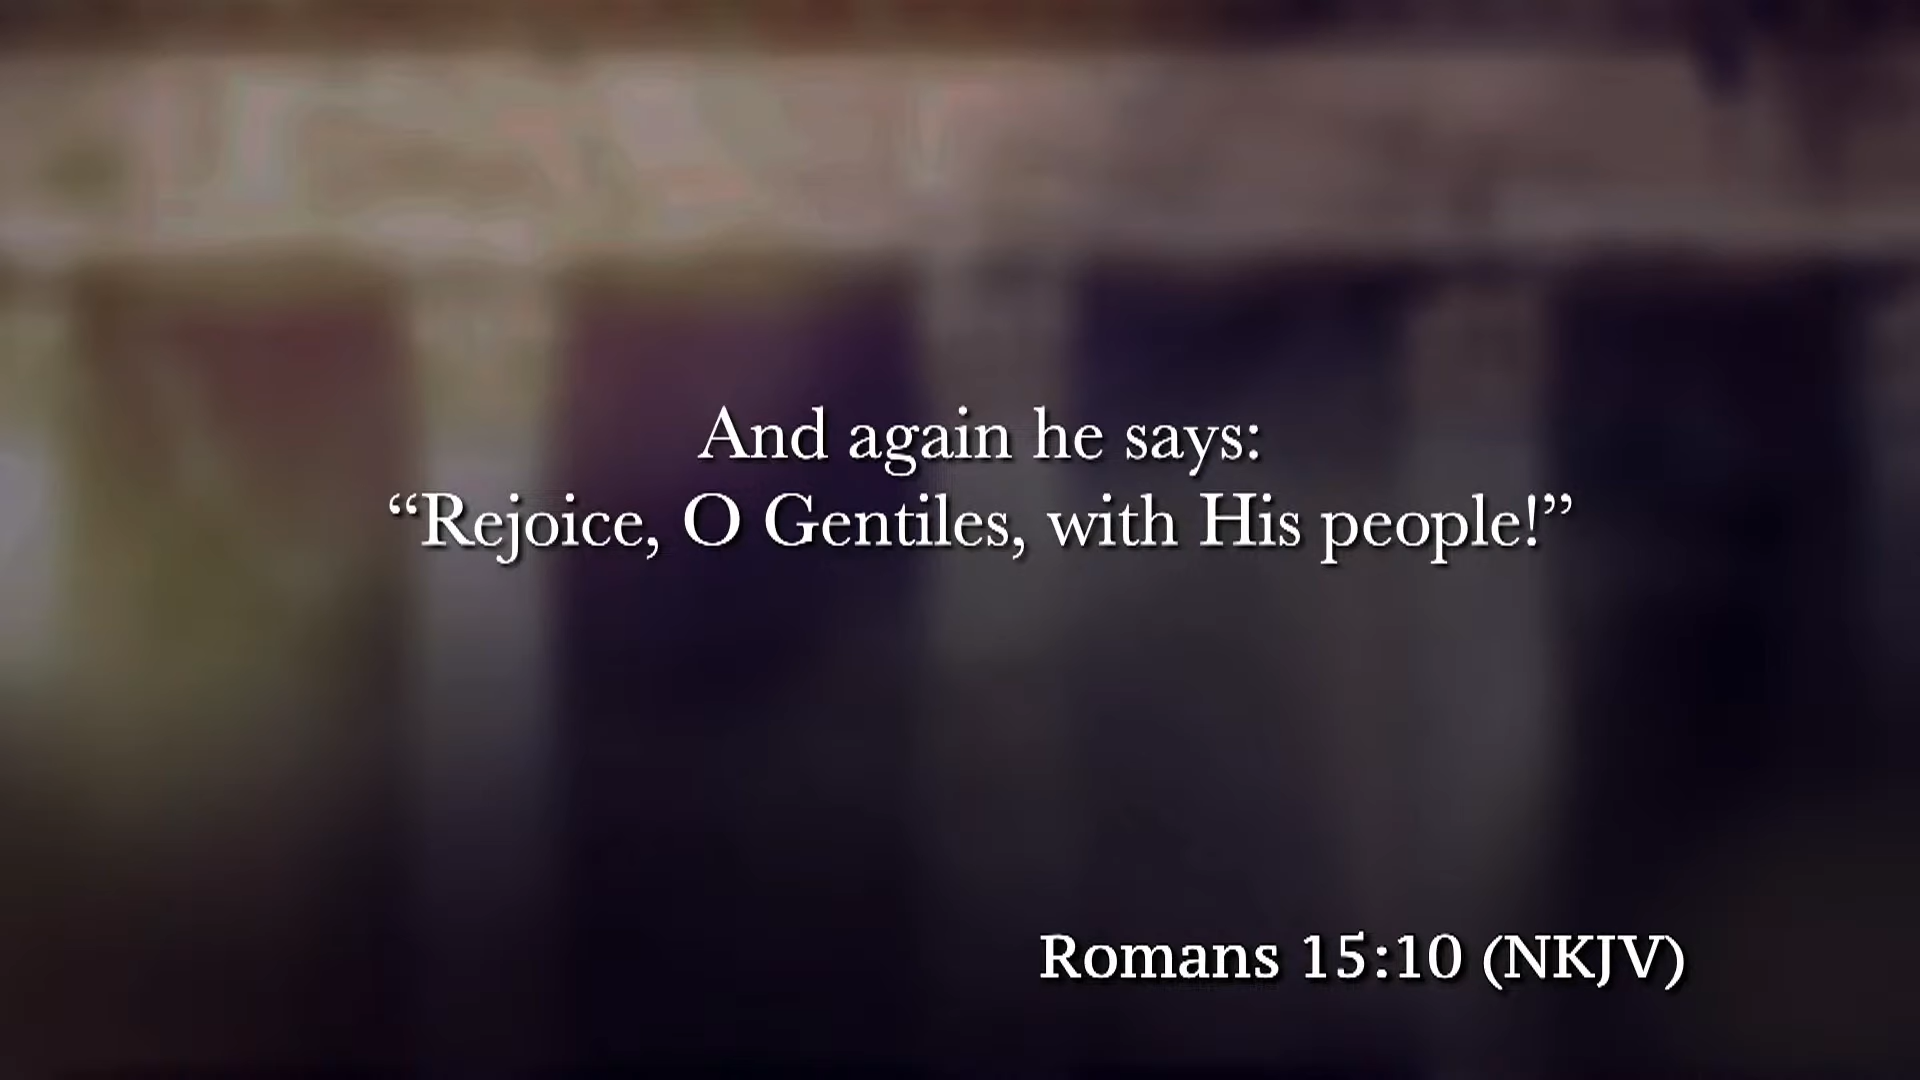 And again he says:
“Rejoice, O Gentiles, with His people!”
Romans 15:10 (NKJV)